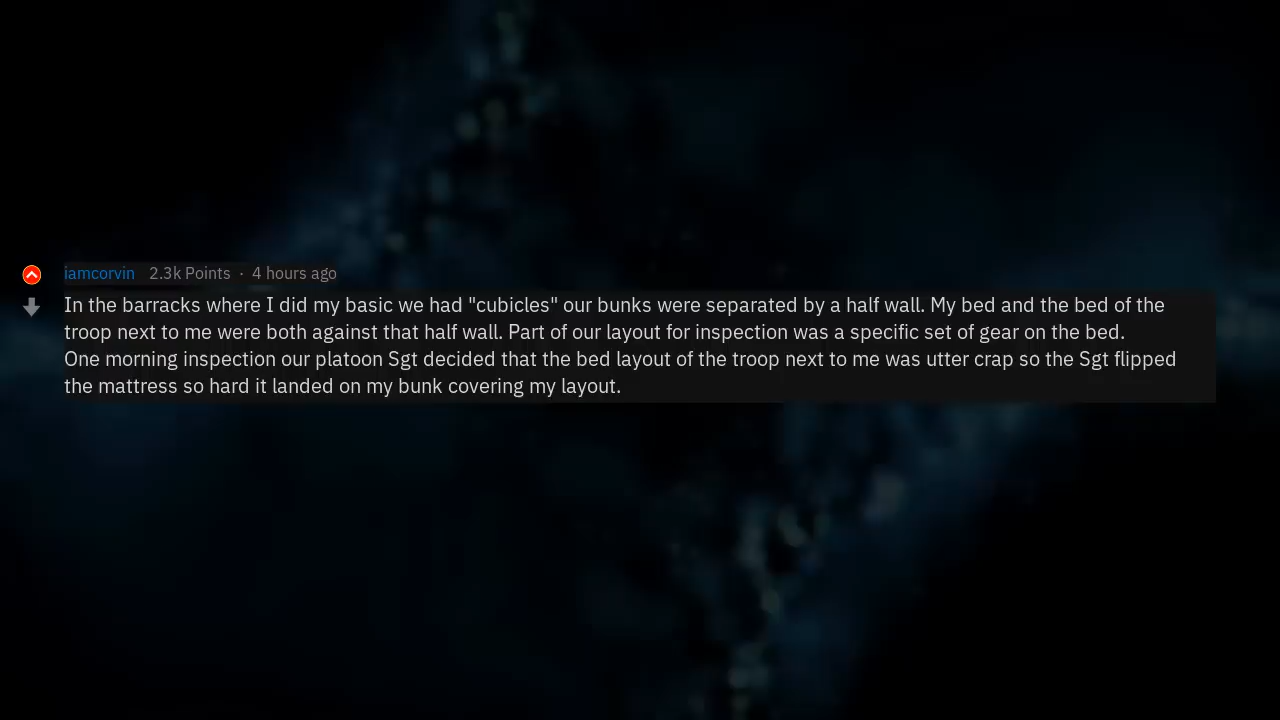 iamcorvin 2.3k Points · 4 hours ago
In the barracks where I did my basic we had "cubicles" our bunks were separated by a half wall. My bed and the bed of the
troop next to me were both against that half wall. Part of our layout for inspection was a specific set of gear on the bed.
One morning inspection our platoon Sgt decided that the bed layout of the troop next to me was utter crap so the Sgt flipped
the mattress so hard it landed on my bunk covering my layout.